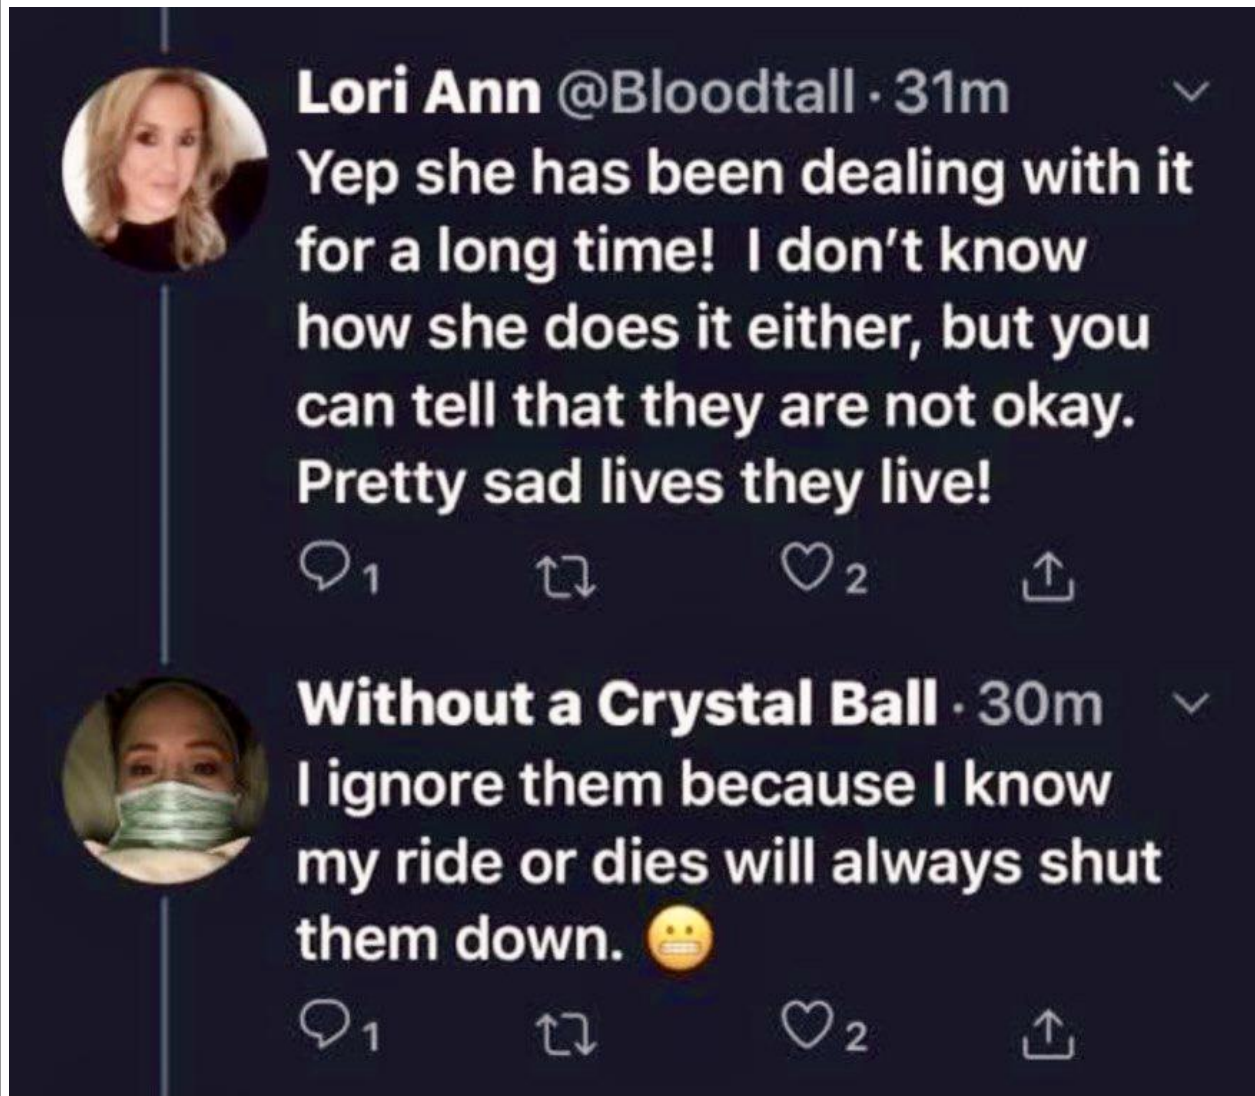 Lori Ann @Bloodtall · 31m
Yep she has been dealing with it
for a long time!  I don't know
how she does it either, but you
can tell that they are not okay.
Pretty sad lives they live!
1 2
Without a Crystal Ball · 30m
I ignore them because I know
my ride or dies will always shut
them down. 😬
1 2